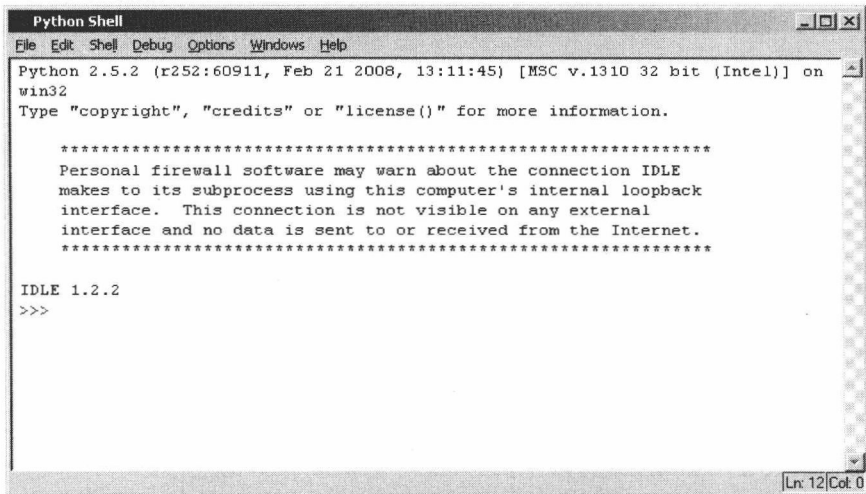 Python Shell
File Edit Shell Debug Options Windows Help
Python 2.5.2 (r252:60911, Feb 21 2008, 13:11:45) [MSC v.1310 32 bit (Intel)] on
win32
Type "copyright", "credits" or "license()" for more information.
****************************************************************
Personal firewall software may warn about the connection IDLE
makes to its subprocess using this computer's internal loopback
interface.  This connection is not visible on any external
interface and no data is sent to or received from the Internet.
****************************************************************
IDLE 1.2.2
>>>
Ln: 12 Col: 0